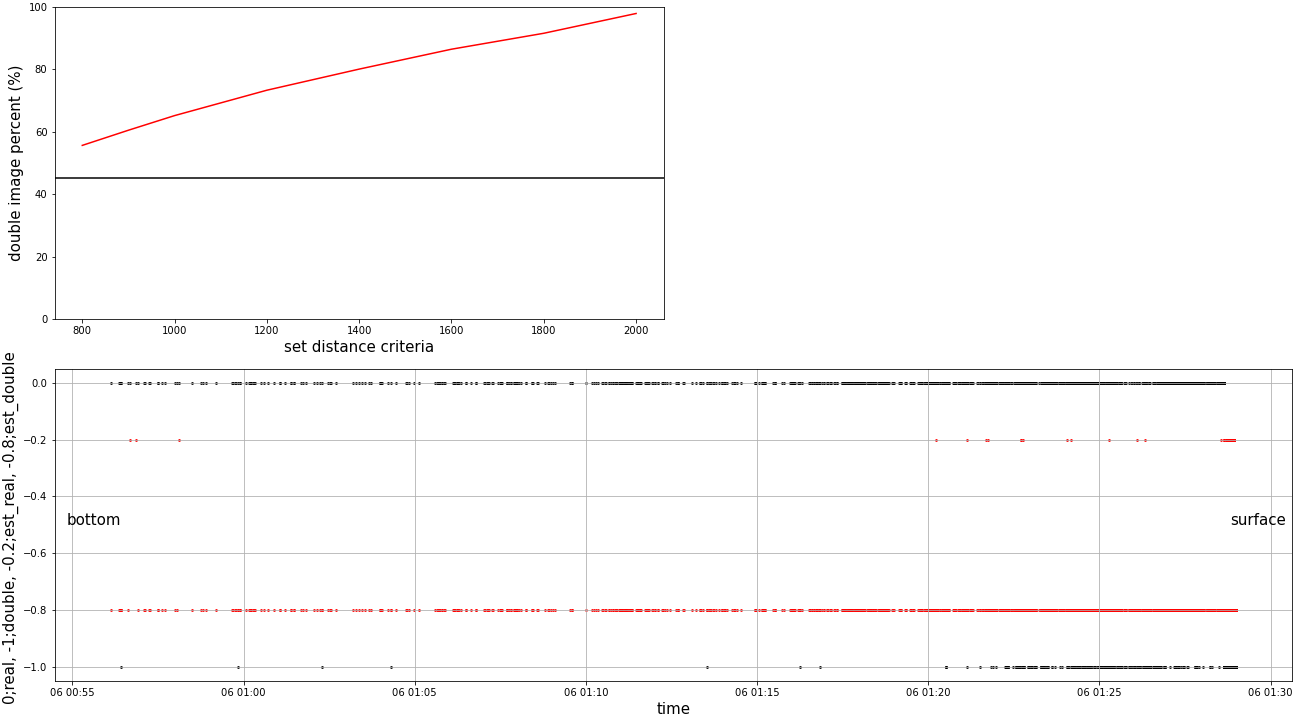 100
80
60
40
20
0
double image percent (%)
800 1000 1200 1400 1600 1800 2000
set distance criteria
0.0
−0.2
−0.4
−0.6
−0.8
−1.0
0;real, -1;double, -0.2;est_real, -0.8;est_double
bottom
surface
06 00:55 06 01:00 06 01:05 06 01:10 06 01:15 06 01:20 06 01:25 06 01:30
time